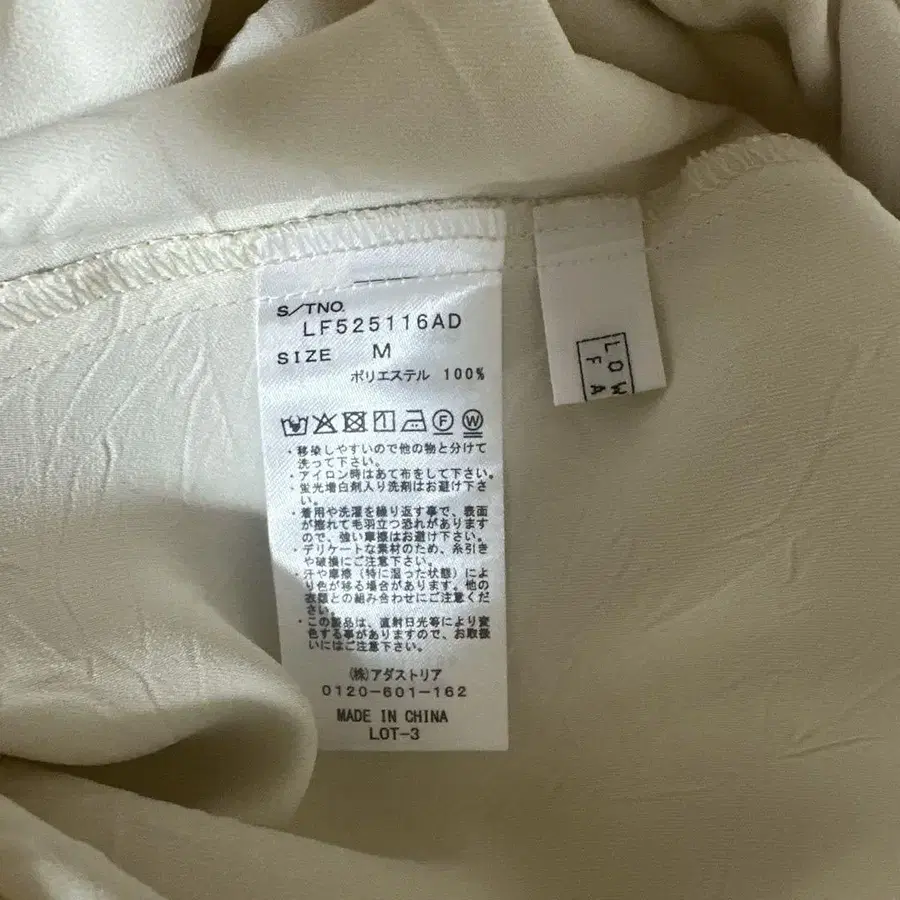 S/TNO.
LF525116AD
SIZE M
ポリエステル 100%
F W
・移染しやすいので他の物と分けて
洗って下さい。
・アイロン時はあて布をして下さい。
・蛍光増白剤入り洗剤はお避け下さ
い。
・着用や洗濯を繰り返す事で、表面
が擦れて毛羽立つ恐れがあります
ので、強い摩擦はお避け下さい。
・デリケートな素材のため、糸引き
や破損にご注意下さい。
・汗や摩擦（特に湿った状態）によ
り色が移る場合があります。他の
衣類との組み合わせにご注意くだ
さい。
・この製品は、直射日光等により変
色する事がありますので、お取扱
いにはご注意下さい。
(株)アダストリア
0120-601-162
MADE IN CHINA
LOT-3
LOW
FA